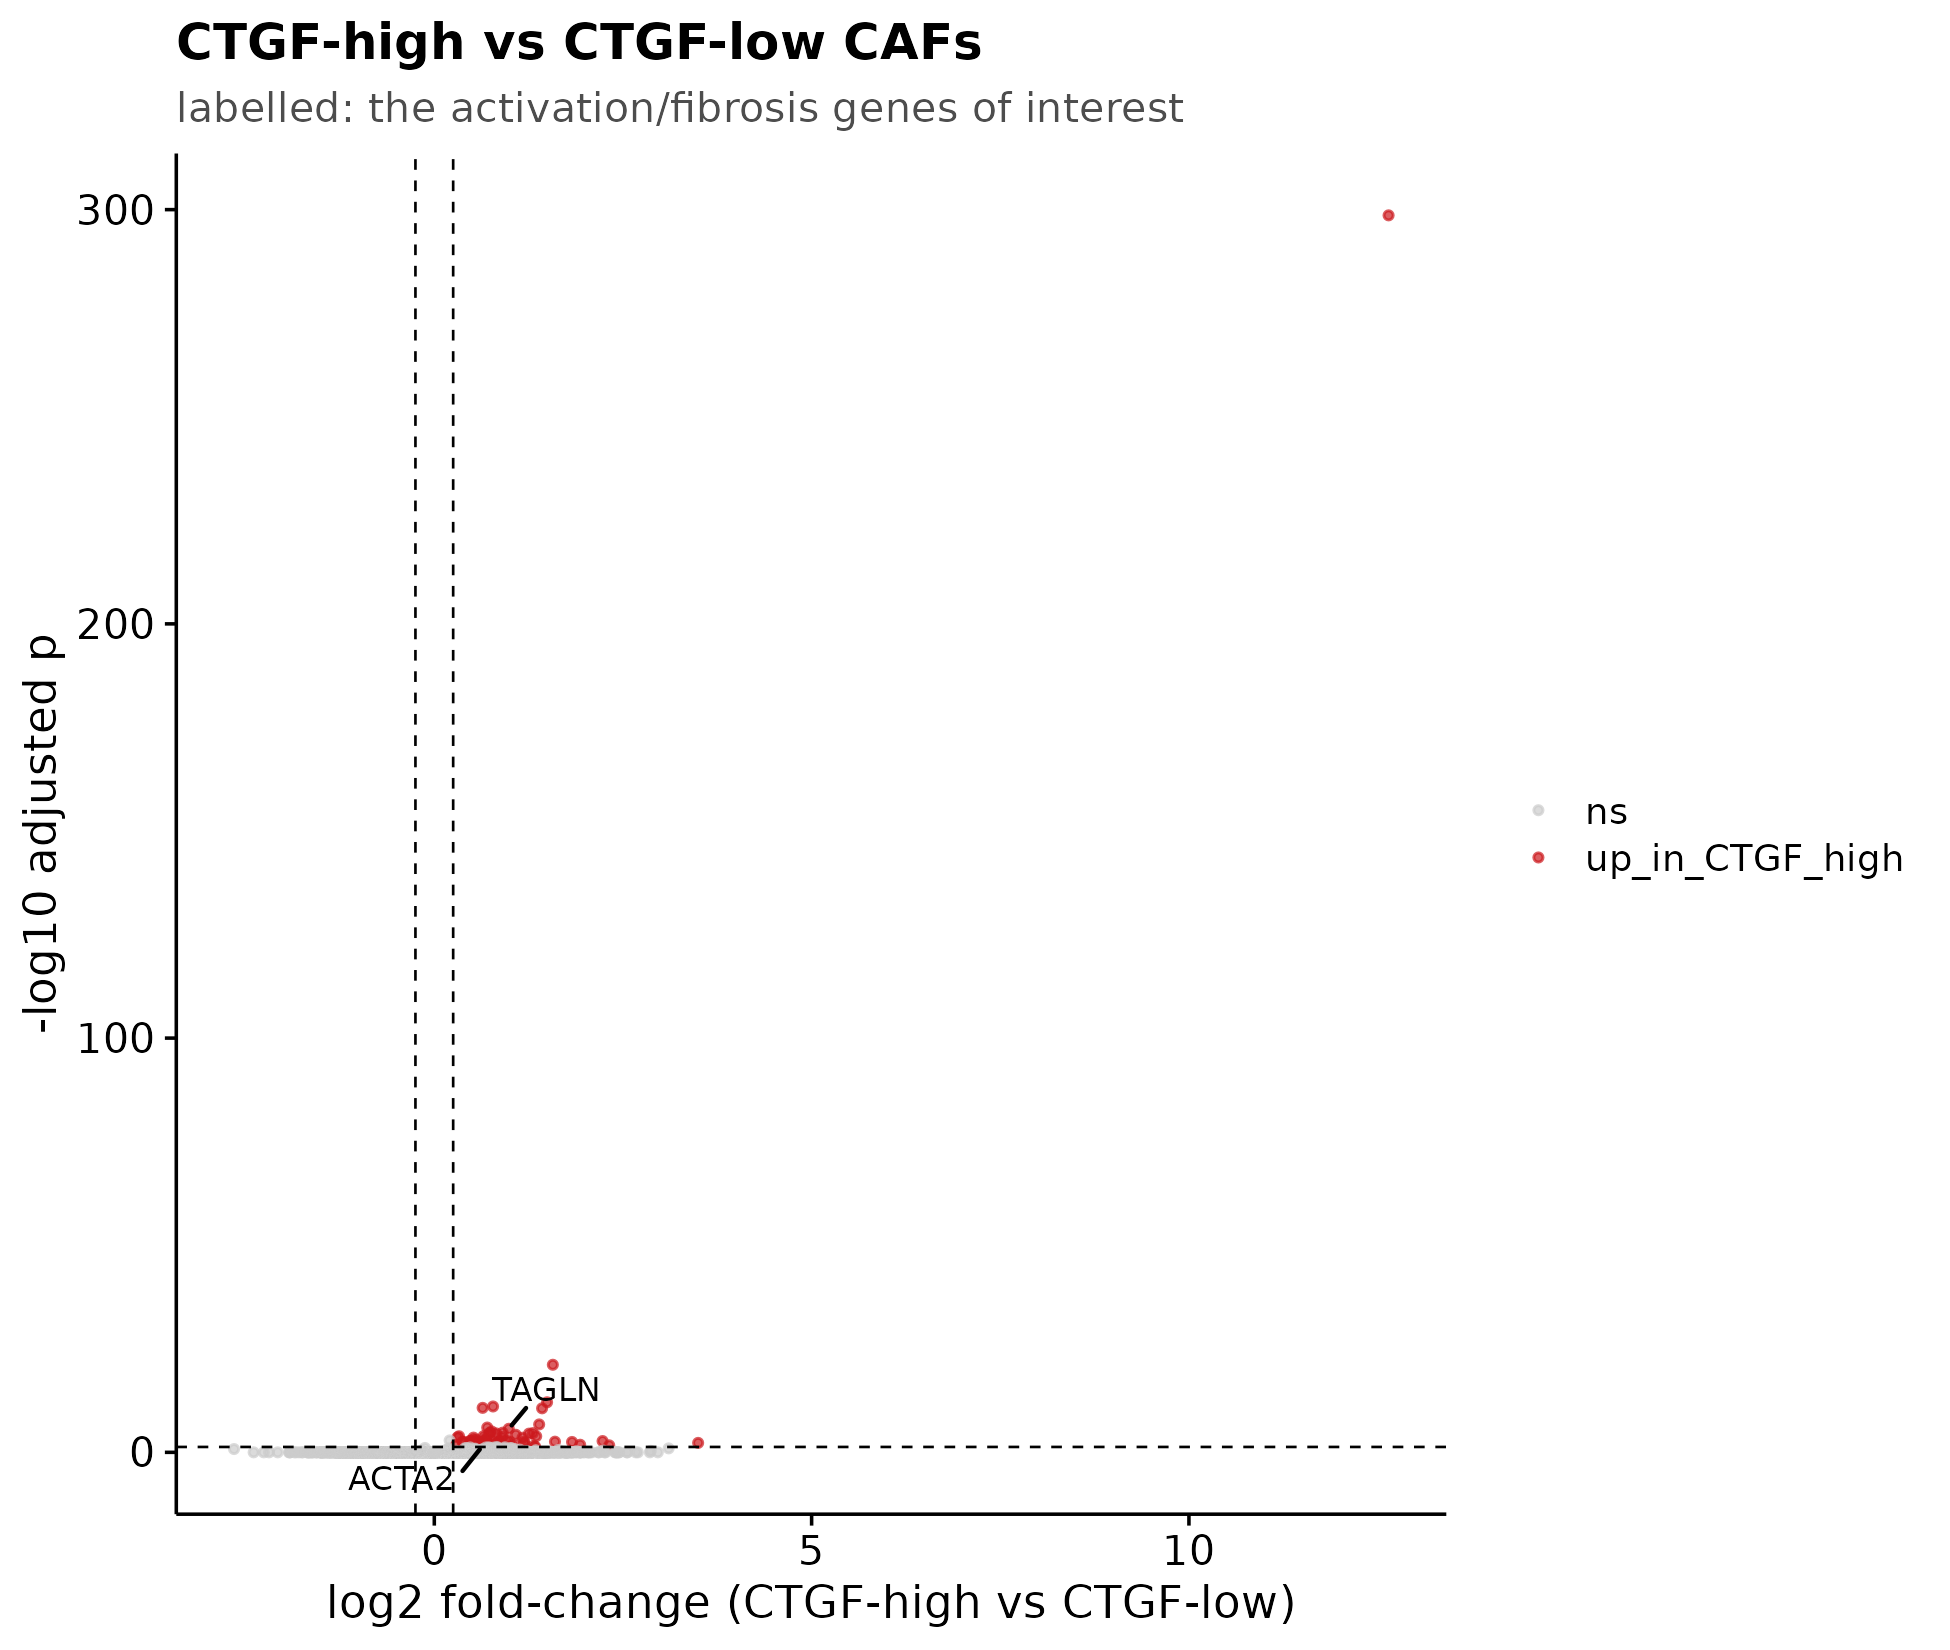 CTGF-high vs CTGF-low CAFs
labelled: the activation/fibrosis genes of interest
-log10 adjusted p
300
200
100
0
TAGLN
ACTA2
0 5 10
log2 fold-change (CTGF-high vs CTGF-low)
ns
up_in_CTGF_high